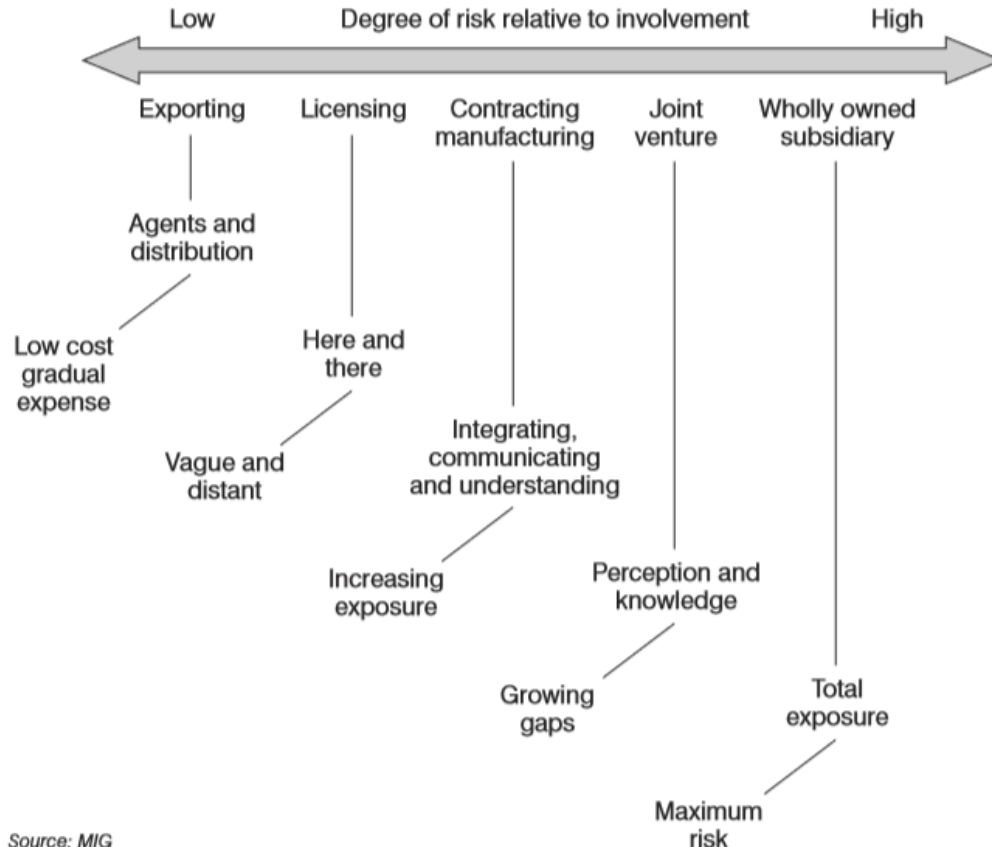 Low Degree of risk relative to involvement High
Exporting Licensing Contracting manufacturing Joint venture Wholly owned subsidiary
Agents and
distribution
Low cost
gradual
expense
Here and
there
Vague and
distant
Integrating,
communicating
and understanding
Increasing
exposure
Perception and
knowledge
Growing
gaps
Total
exposure
Maximum
risk
Source: MIG